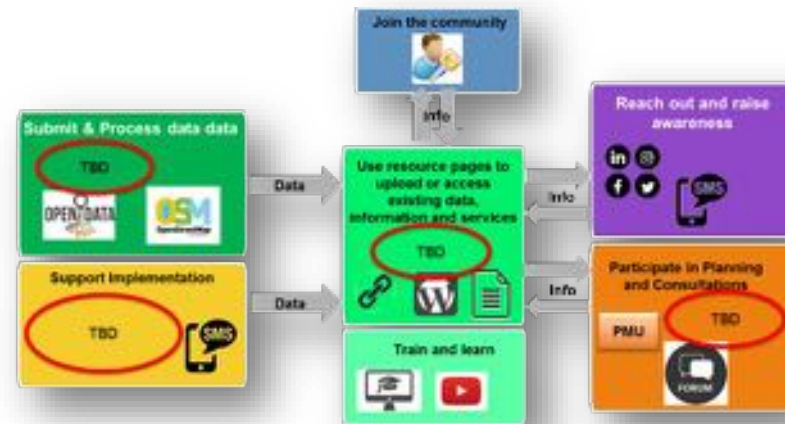 Join the community
Info
Submit & Process data data
TBD
OPEN DATA
OSM
OpenStreetMap
Data
Use resource pages to
upload or access
existing data,
information and services
TBD
Info
Reach out and raise
awareness
in
f
SMS
Support Implementation
TBD
SMS
Data
Info
Participate in Planning
and Consultations
PMU
TBD
FORUM
Train and learn